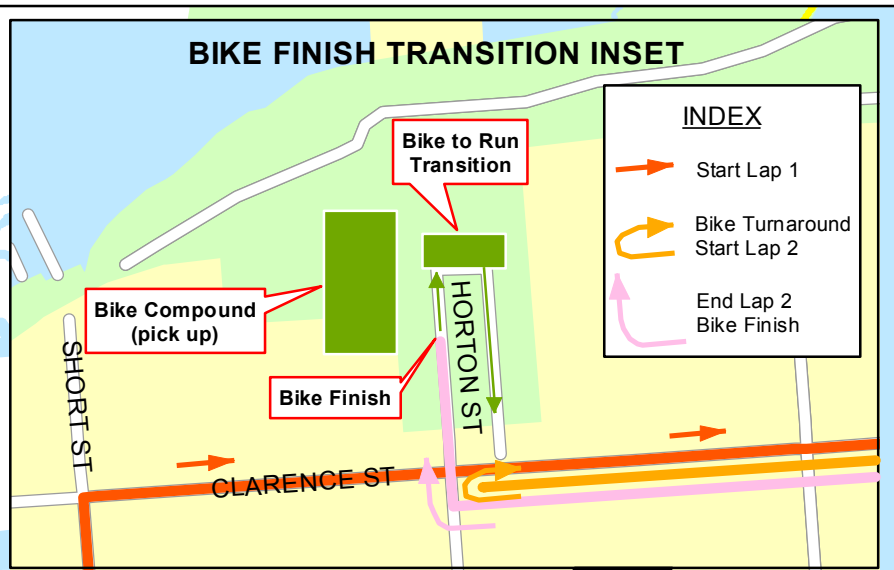 BIKE FINISH TRANSITION INSET
INDEX
Start Lap 1
Bike Turnaround
Start Lap 2
End Lap 2
Bike Finish
Bike to Run
Transition
Bike Compound
(pick up)
Bike Finish
HORTON ST
SHORT ST
CLARENCE ST